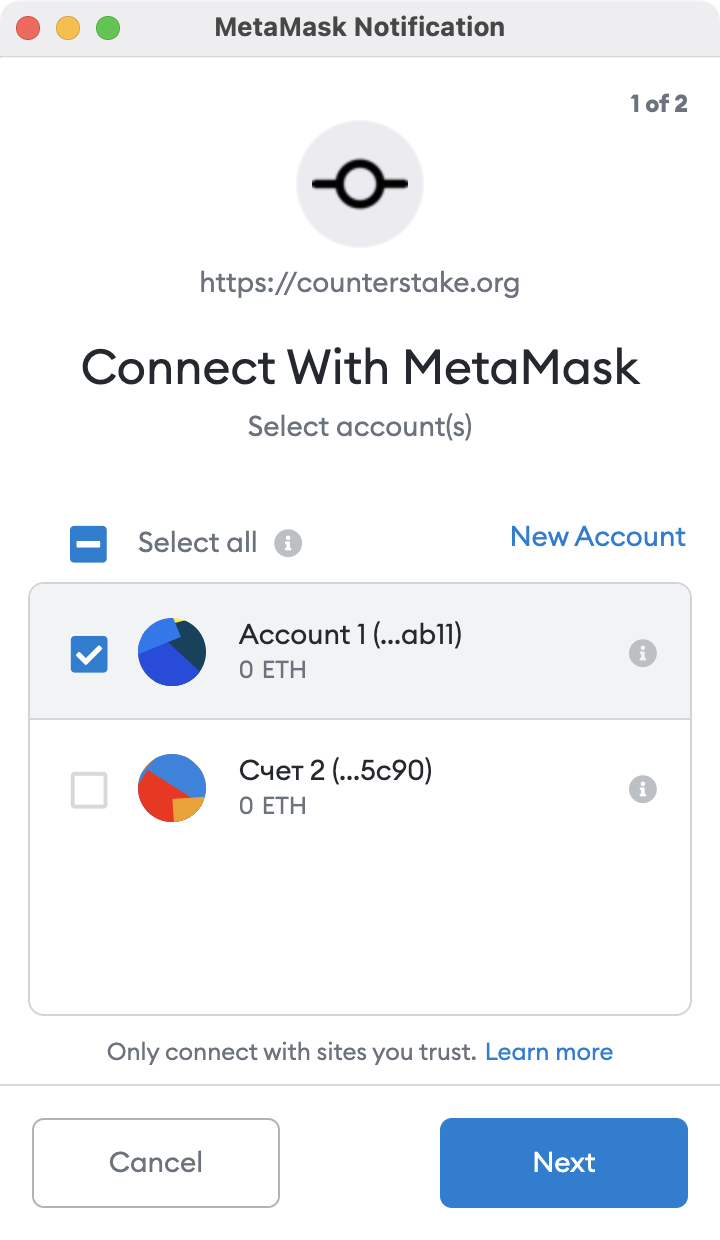 MetaMask Notification
1 of 2
https://counterstake.org
Connect With MetaMask
Select account(s)
Select all
New Account
Account 1 (...ab11)
0 ETH
Счет 2 (...5c90)
0 ETH
Only connect with sites you trust. Learn more
Cancel
Next